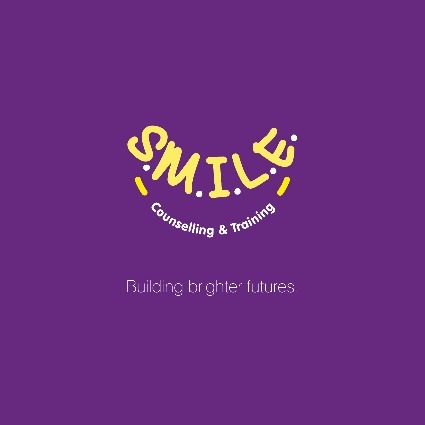 S.M.I.L.E.
Counselling & Training
Building brighter futures